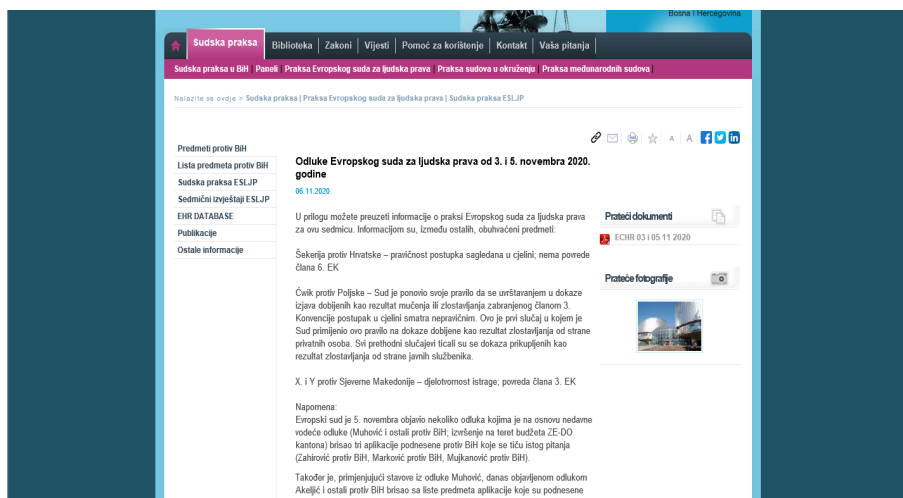 Bosna i Hercegovina
Sudska praksa
Biblioteka | Zakoni | Vijesti | Pomoć za korištenje | Kontakt | Vaša pitanja |
Sudska praksa u BiH | Paneli | Praksa Evropskog suda za ljudska prava | Praksa sudova u okruženju | Praksa međunarodnih sudova |
Nalazite se ovdje > Sudska praksa | Praksa Evropskog suda za ljudska prava | Sudska praksa ESLJP
A | A
Predmeti protiv BiH
Lista predmeta protiv BiH
Sudska praksa ESLJP
Sedmični izvještaji ESLJP
EHR DATABASE
Publikacije
Ostale informacije
Odluke Evropskog suda za ljudska prava od 3. i 5. novembra 2020.
godine
06.11.2020.
U prilogu možete preuzeti informacije o praksi Evropskog suda za ljudska prava
za ovu sedmicu. Informacijom su, između ostalih, obuhvaćeni predmeti:
Šekerija protiv Hrvatske – pravičnost postupka sagledana u cjelini; nema povrede
člana 6. EK
Ćwik protiv Poljske – Sud je ponovio svoje pravilo da se uvrštavanjem u dokaze
izjava dobijenih kao rezultat mučenja ili zlostavljanja zabranjenog članom 3.
Konvencije postupak u cjelini smatra nepravičnim. Ovo je prvi slučaj u kojem je
Sud primijenio ovo pravilo na dokaze dobijene kao rezultat zlostavljanja od strane
privatnih osoba. Svi prethodni slučajevi ticali su se dokaza prikupljenih kao
rezultat zlostavljanja od strane javnih službenika.
X. i Y protiv Sjeverne Makedonije – djelotvornost istrage; povreda člana 3. EK
Napomena:
Evropski sud je 5. novembra objavio nekoliko odluka kojima je na osnovu nedavne
vodeće odluke (Muhović i ostali protiv BiH; izvršenje na teret budžeta ZE-DO
kantona) brisao tri aplikacije podnesene protiv BiH koje se tiču istog pitanja
(Zahirović protiv BiH, Marković protiv BiH, Mujkanović protiv BiH).
Također je, primjenjujući stavove iz odluke Muhović, danas objavljenom odlukom
Akeljić i ostali protiv BiH brisao sa liste predmeta aplikacije koje su podnesene
Prateći dokumenti
ECHR 03 i 05 11 2020
Prateće fotografije